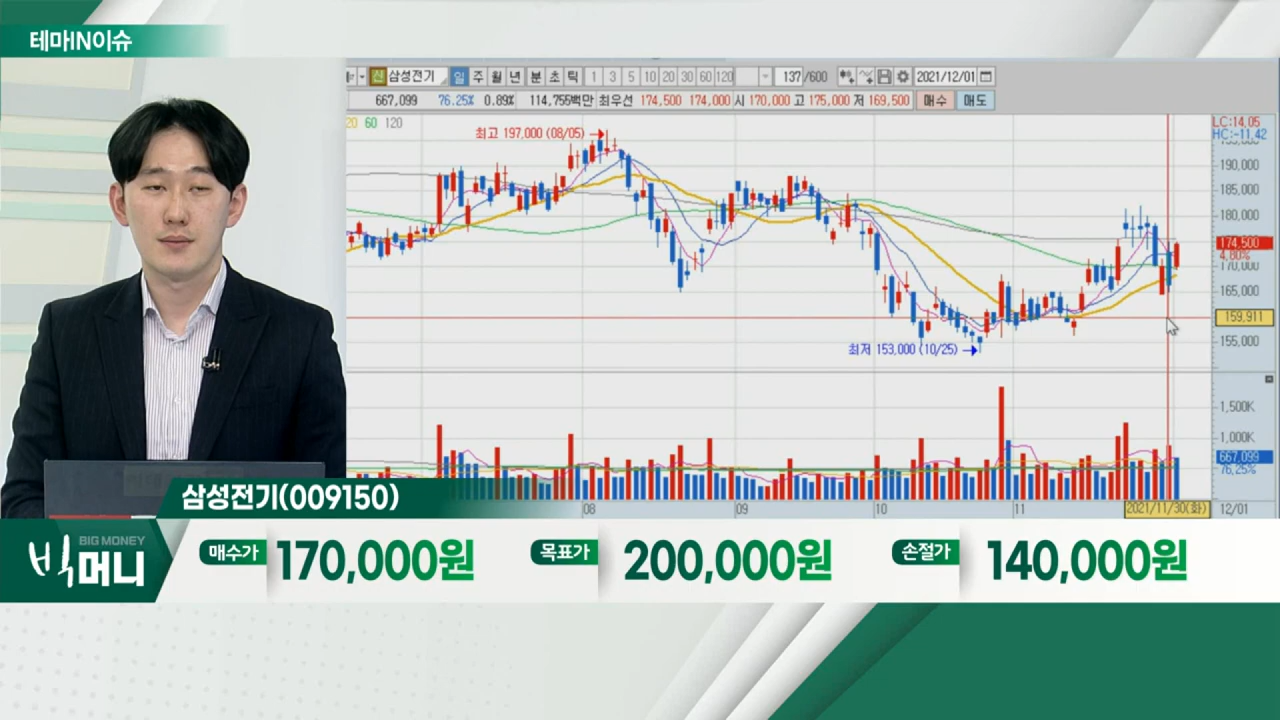 테마IN이슈
신 삼성전기 일 주 월 년 분 초 틱 1 3 5 10 20 30 60 120 137/600 2021/12/01
667,099 76.25% 0.89% 114,755백만 최우선 174,500 174,000 시 170,000 고 175,000 저 169,500 매수 매도
20 60 120
LC:14.05
HC:-11.42
최고 197,000 (08/05)
195,000
190,000
185,000
180,000
174,500
4.80%
170,000
165,000
159,911
155,000
최저 153,000 (10/25)
1,500K
1,000K
667,099
76.25%
08 09 10 11 2021/11/30(화) 12/01
삼성전기(009150)
BIG MONEY
빅머니
매수가 170,000원 목표가 200,000원 손절가 140,000원